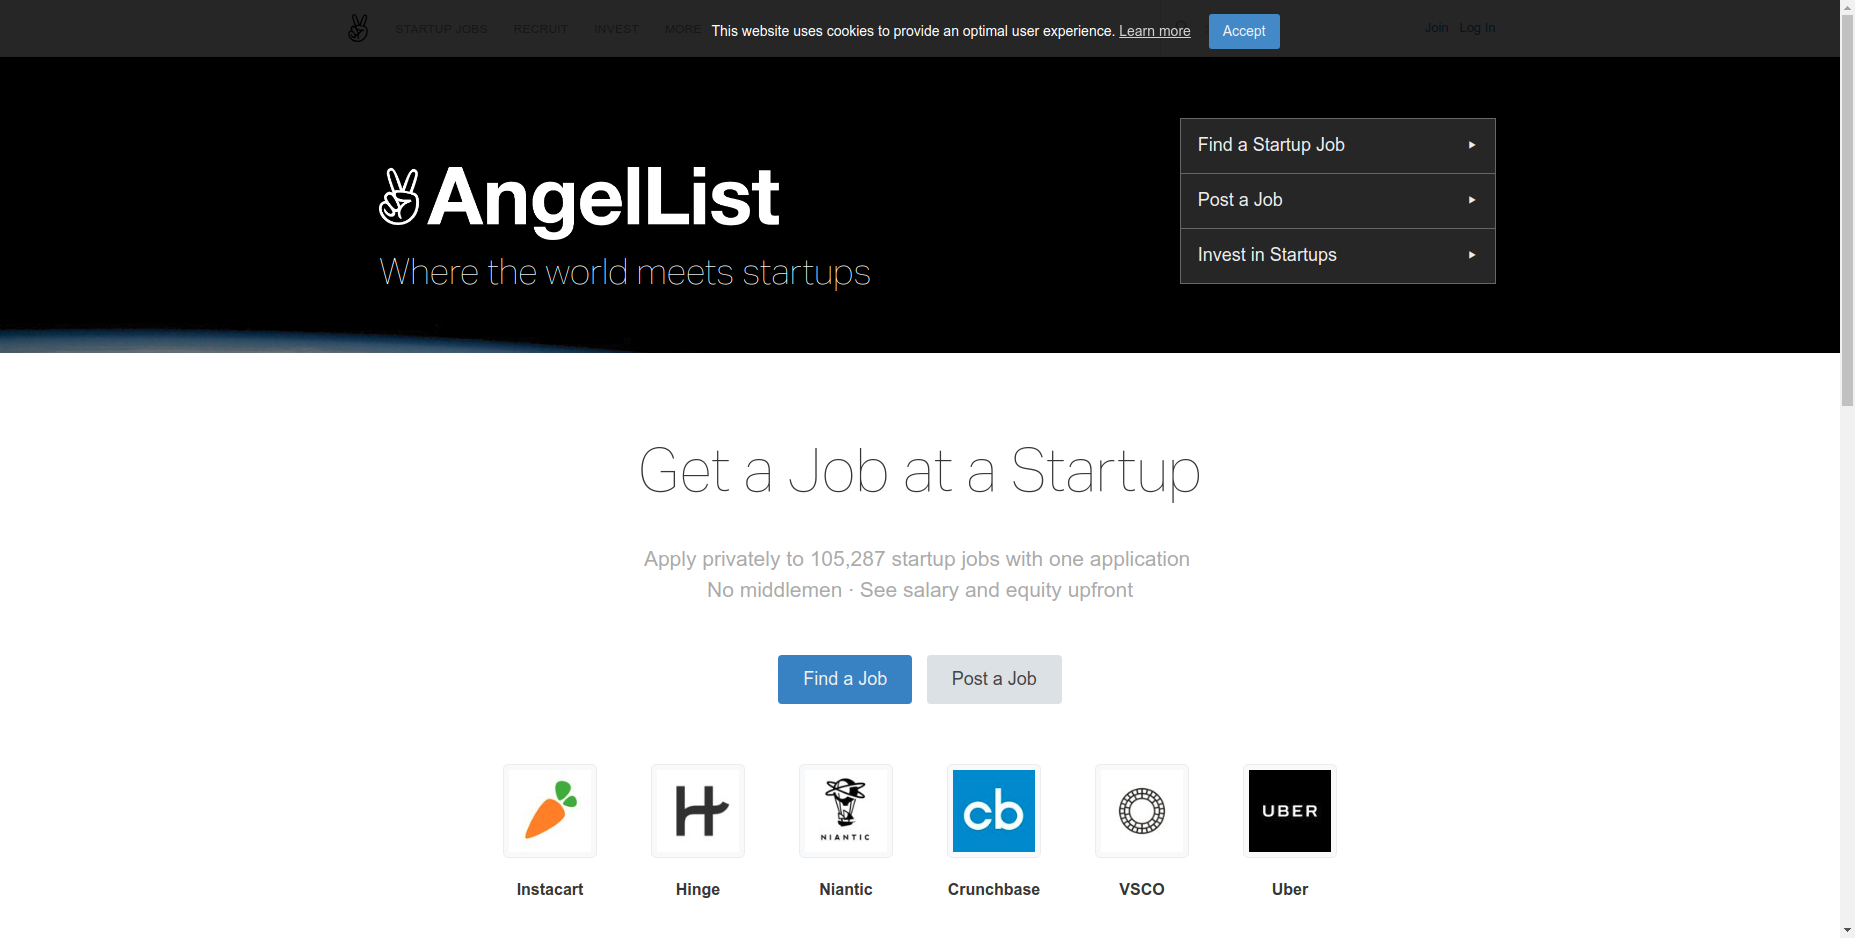 STARTUP JOBS RECRUIT INVEST MORE
This website uses cookies to provide an optimal user experience. Learn more Accept
Join Log In
AngelList
Where the world meets startups
Find a Startup Job
Post a Job
Invest in Startups
Get a Job at a Startup
Apply privately to 105,287 startup jobs with one application
No middlemen · See salary and equity upfront
Find a Job Post a Job
NIANTIC
cb
UBER
Instacart Hinge Niantic Crunchbase VSCO Uber